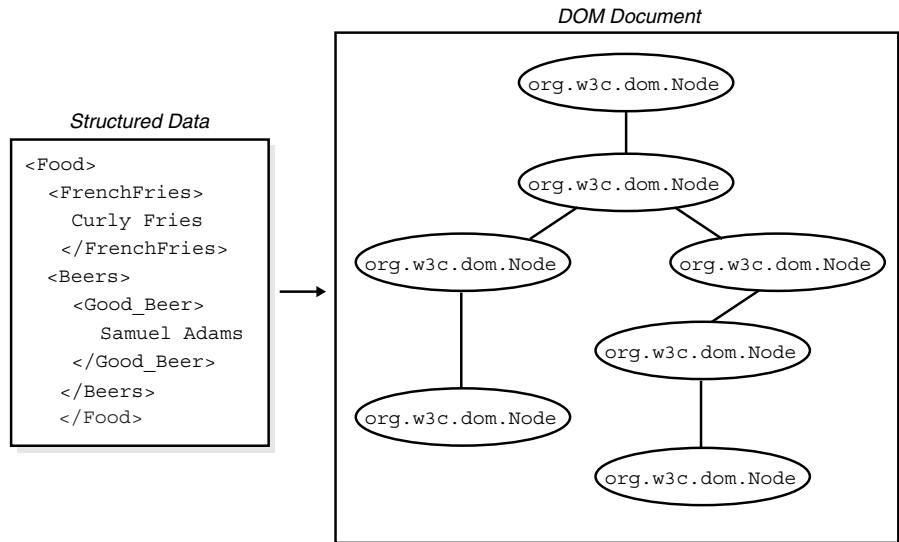 DOM Document
org.w3c.dom.Node
Structured Data
<Food>
<FrenchFries>
Curly Fries
</FrenchFries>
<Beers>
<Good_Beer>
Samuel Adams
</Good_Beer>
</Beers>
</Food>
org.w3c.dom.Node
org.w3c.dom.Node
org.w3c.dom.Node
org.w3c.dom.Node
org.w3c.dom.Node
org.w3c.dom.Node